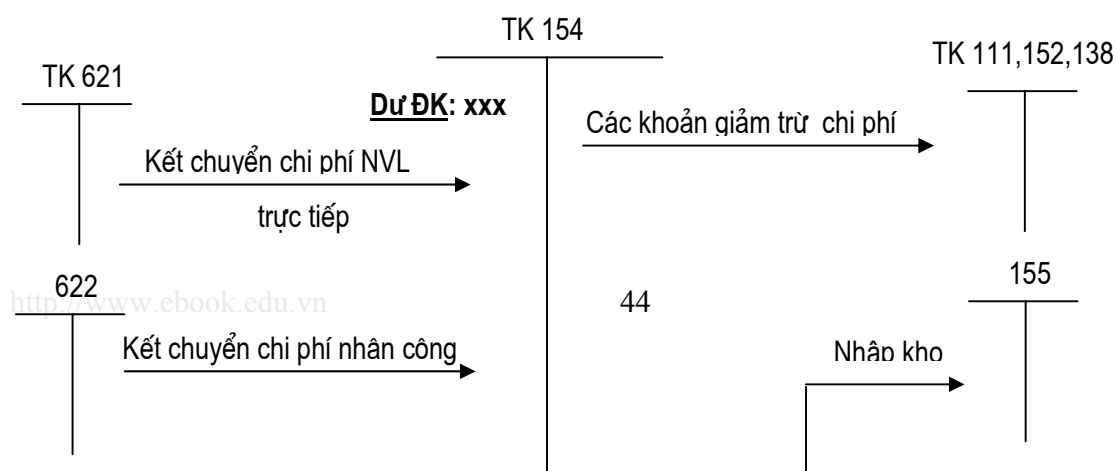 TK 154
TK 111,152,138
TK 621
Dư ĐK: xxx
Các khoản giảm trừ chi phí
Kết chuyển chi phí NVL
trực tiếp
622
155
http://www.ebook.edu.vn
44
Kết chuyển chi phí nhân công
Nhập kho